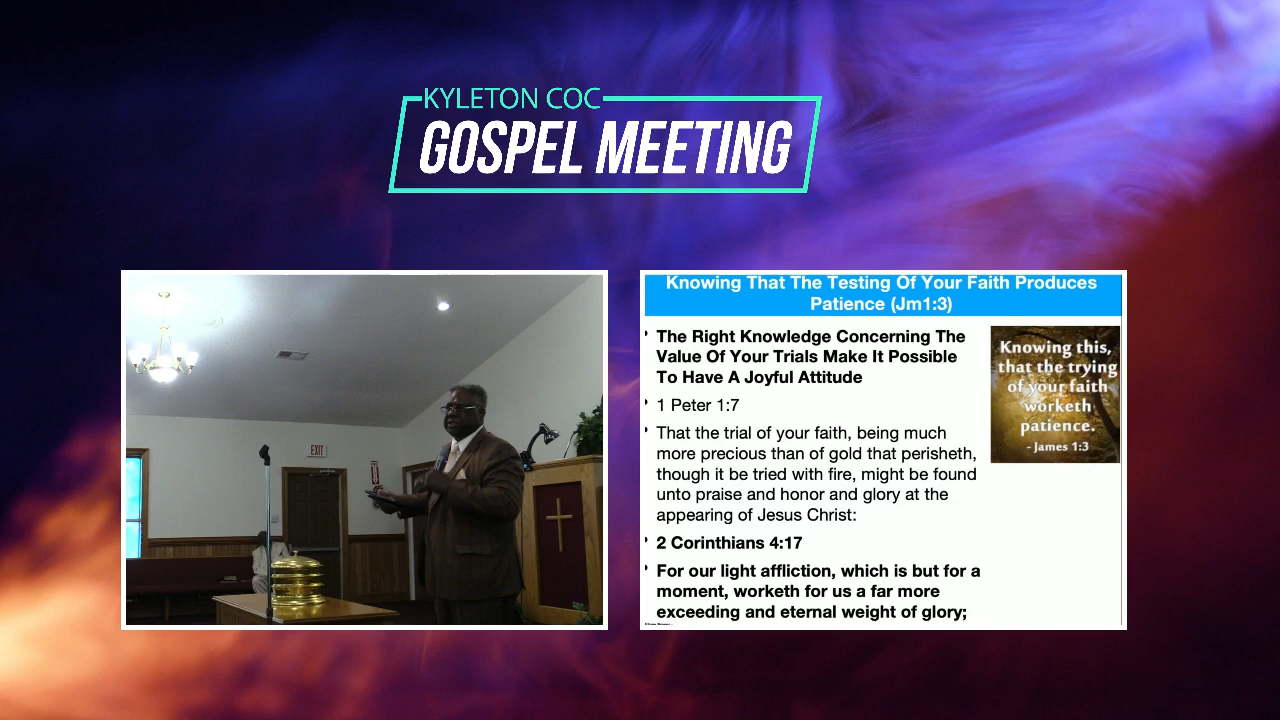 KYLETON COC
GOSPEL MEETING
EXIT
Knowing That The Testing Of Your Faith Produces
Patience (Jm1:3)
The Right Knowledge Concerning The
Value Of Your Trials Make It Possible
To Have A Joyful Attitude
1 Peter 1:7
That the trial of your faith, being much
more precious than of gold that perisheth,
though it be tried with fire, might be found
unto praise and honor and glory at the
appearing of Jesus Christ:
2 Corinthians 4:17
For our light affliction, which is but for a
moment, worketh for us a far more
exceeding and eternal weight of glory;
Knowing this,
that the trying
of your faith
worketh
patience.
- James 1:3